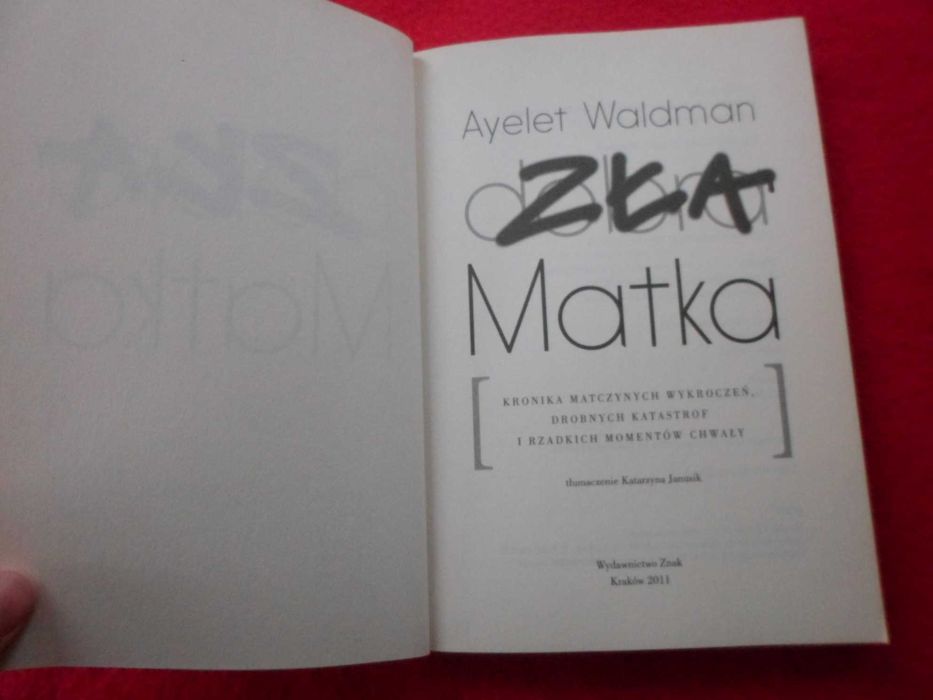 Ayelet Waldman
dobra
ZŁA
Matka
KRONIKA MATCZYNYCH WYKROCZEŃ,
DROBNYCH KATASTROF
I RZADKICH MOMENTÓW CHWAŁY
tłumaczenie Katarzyna Janusik
Wydawnictwo Znak
Kraków 2011